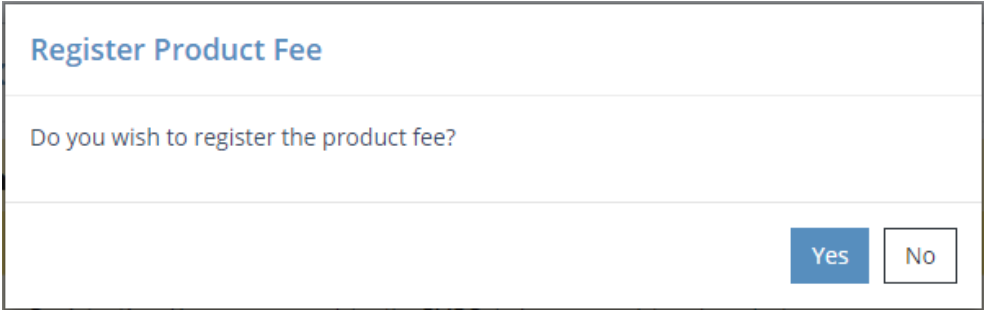 Register Product Fee
Do you wish to register the product fee?
Yes No